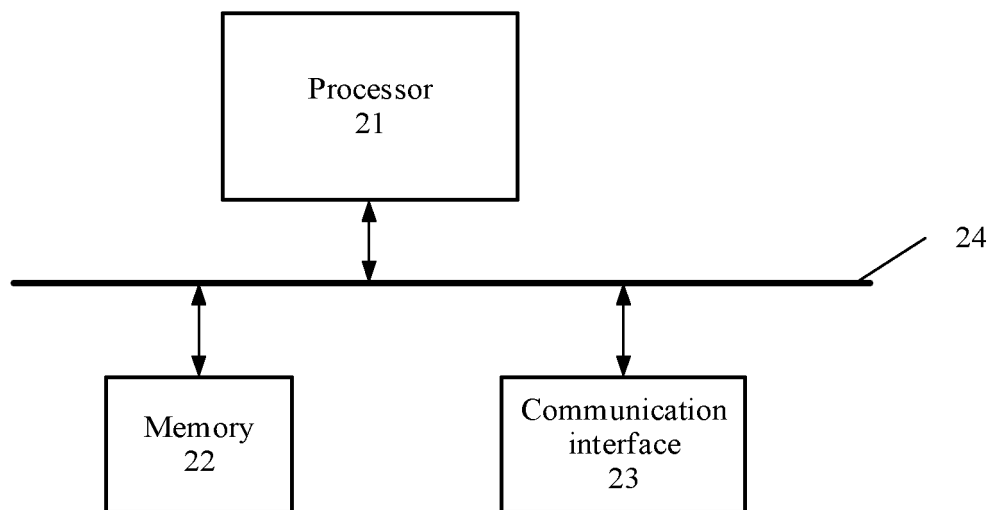 Processor
21
24
Memory
22
Communication
interface
23